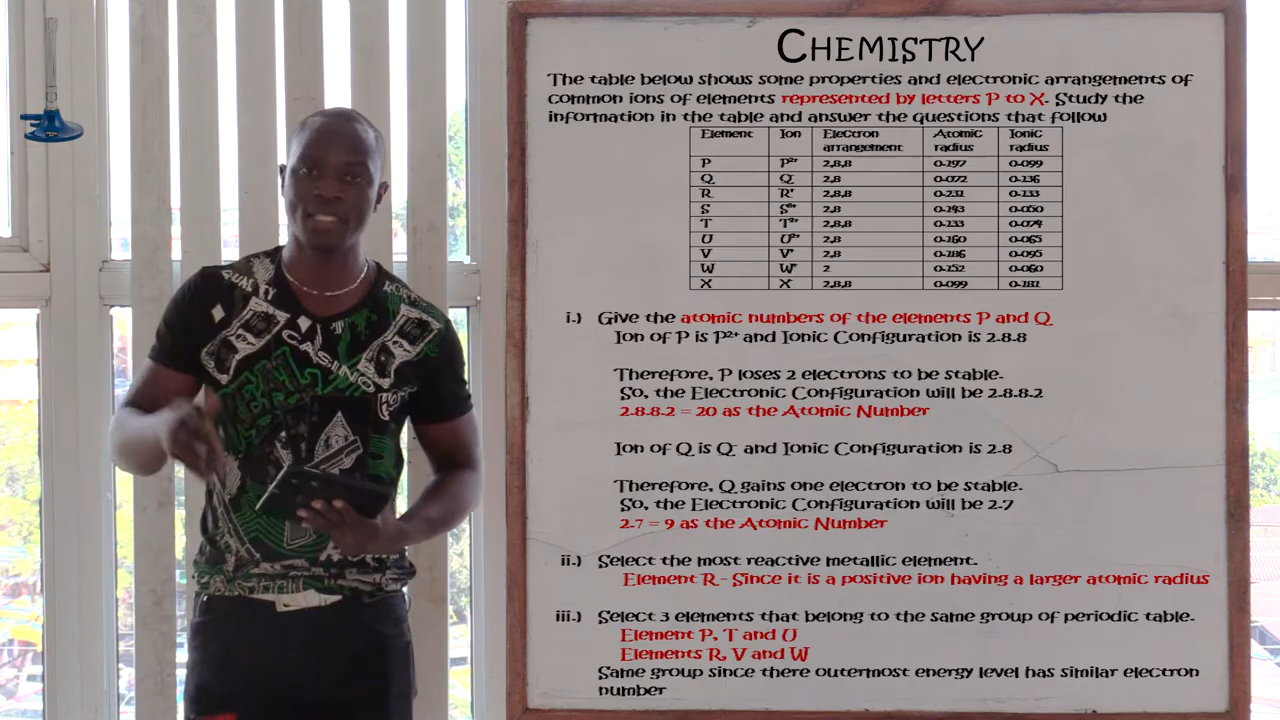 CHEMISTRY
The table below shows some properties and electronic arrangements of
common ions of elements represented by letters P to X. Study the
information in the table and answer the questions that follow
Element Ion Electron arrangement Atomic radius Ionic radius
P P²⁺ 2,8,8 0.197 0.099
Q Q⁻ 2,8 0.072 0.136
R R⁺ 2,8,8 0.231 0.133
S S³⁺ 2,8 0.143 0.050
T T²⁺ 2,8,8 0.133 0.074
U U²⁺ 2,8 0.160 0.065
V V⁺ 2,8 0.186 0.095
W W⁺ 2 0.152 0.060
X X⁻ 2,8,8 0.099 0.181
i.) Give the atomic numbers of the elements P and Q
Ion of P is P²⁺ and Ionic Configuration is 2.8.8
Therefore, P loses 2 electrons to be stable.
So, the Electronic Configuration will be 2.8.8.2
2.8.8.2 = 20 as the Atomic Number
Ion of Q is Q⁻ and Ionic Configuration is 2.8
Therefore, Q gains one electron to be stable.
So, the Electronic Configuration will be 2.7
2.7 = 9 as the Atomic Number
ii.) Select the most reactive metallic element.
Element R - Since it is a positive ion having a larger atomic radius
iii.) Select 3 elements that belong to the same group of periodic table.
Element P, T and U
Elements R, V and W
Same group since there outermost energy level has similar electron
number
QUALITY
CASINO